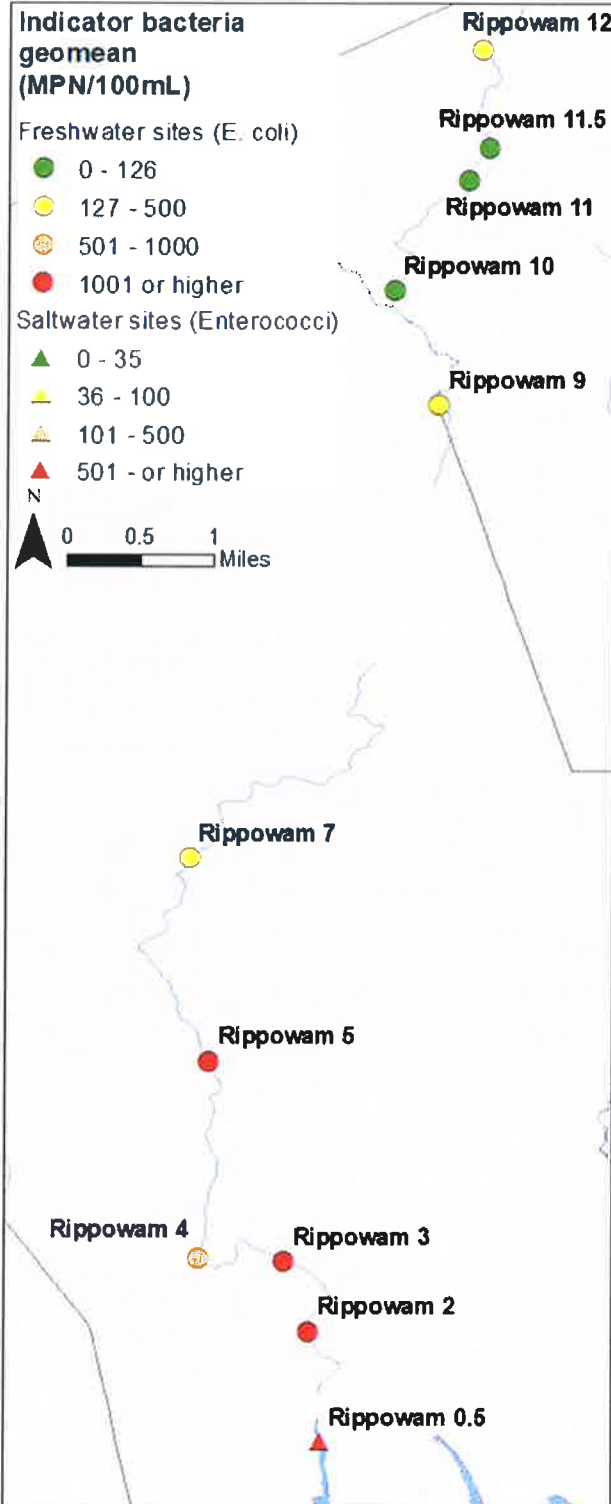 Indicator bacteria
geomean
(MPN/100mL)
Freshwater sites (E. coli)
0 - 126
127 - 500
501 - 1000
1001 or higher
Saltwater sites (Enterococci)
0 - 35
36 - 100
101 - 500
501 - or higher
N
0 0.5 1
Miles
Rippowam 12
Rippowam 11.5
Rippowam 11
Rippowam 10
Rippowam 9
Rippowam 7
Rippowam 5
Rippowam 4
Rippowam 3
Rippowam 2
Rippowam 0.5